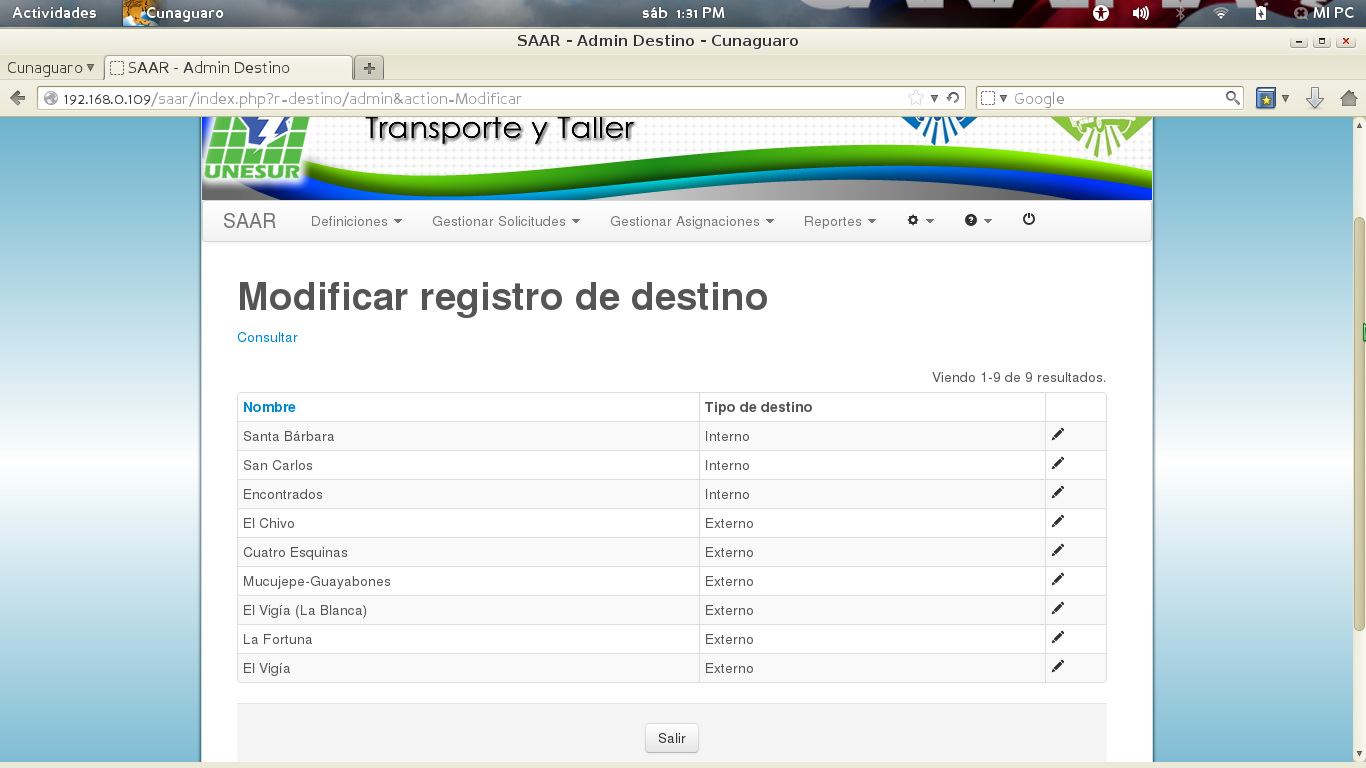 Actividades Cunaguaro sáb 1:31 PM MI PC
SAAR - Admin Destino - Cunaguaro
Cunaguaro SAAR - Admin Destino
192.168.0.109/saar/index.php?r-destino/admin&action-Modificar Google
Transporte y Taller
UNESUR
SAAR Definiciones Gestionar Solicitudes Gestionar Asignaciones Reportes
Modificar registro de destino
Consultar
Viendo 1-9 de 9 resultados.
Nombre Tipo de destino
Santa Bárbara Interno
San Carlos Interno
Encontrados Interno
El Chivo Externo
Cuatro Esquinas Externo
Mucujepe-Guayabones Externo
El Vigía (La Blanca) Externo
La Fortuna Externo
El Vigía Externo
Salir